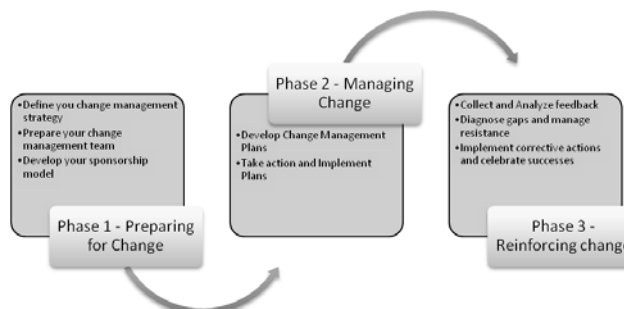 •Define you change management
strategy
•Prepare your change
management team
•Develop your sponsorship
model
Phase 1 - Preparing
for Change
Phase 2 - Managing
Change
•Develop Change Management
Plans
•Take action and Implement
Plans
•Collect and Analyze feedback
•Diagnose gaps and manage
resistance
•Implement corrective actions
and celebrate successes
Phase 3 -
Reinforcing change